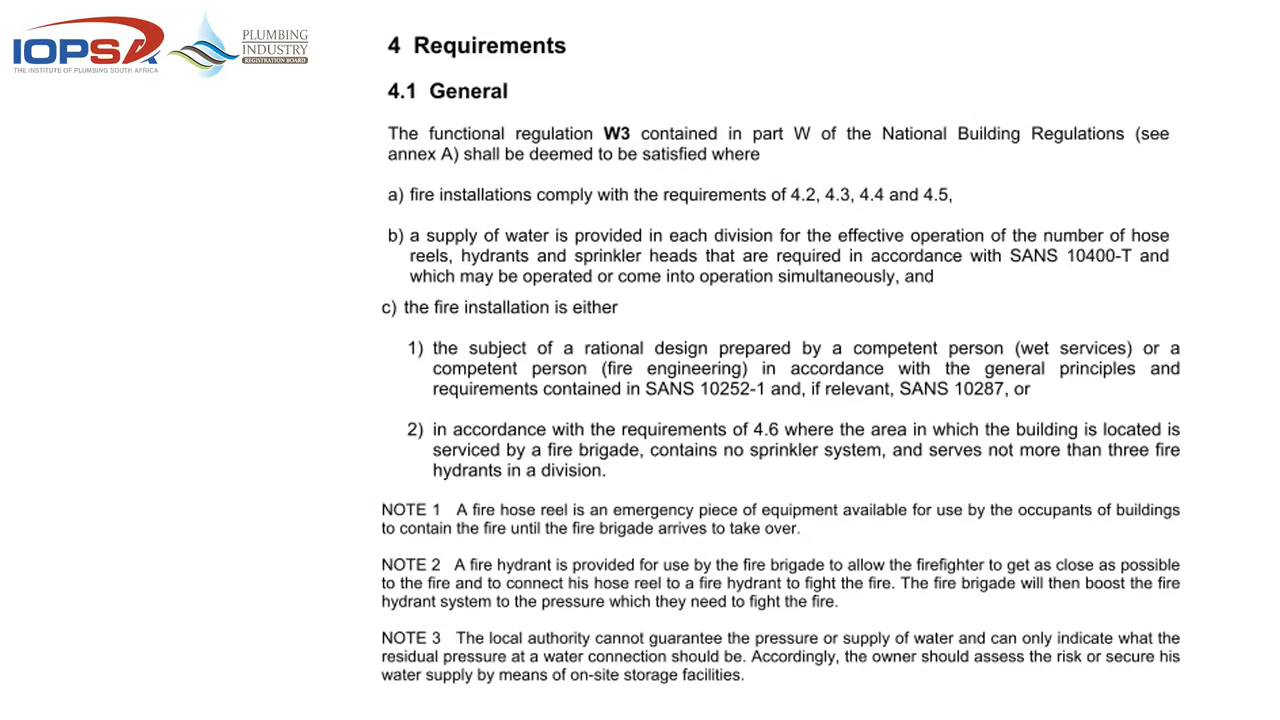 IOPSA
THE INSTITUTE OF PLUMBING SOUTH AFRICA
PLUMBING
INDUSTRY
REGISTRATION BOARD
4 Requirements
4.1 General
The functional regulation W3 contained in part W of the National Building Regulations (see
annex A) shall be deemed to be satisfied where
a) fire installations comply with the requirements of 4.2, 4.3, 4.4 and 4.5,
b) a supply of water is provided in each division for the effective operation of the number of hose
reels, hydrants and sprinkler heads that are required in accordance with SANS 10400-T and
which may be operated or come into operation simultaneously, and
c) the fire installation is either
1) the subject of a rational design prepared by a competent person (wet services) or a
competent person (fire engineering) in accordance with the general principles and
requirements contained in SANS 10252-1 and, if relevant, SANS 10287, or
2) in accordance with the requirements of 4.6 where the area in which the building is located is
serviced by a fire brigade, contains no sprinkler system, and serves not more than three fire
hydrants in a division.
NOTE 1 A fire hose reel is an emergency piece of equipment available for use by the occupants of buildings
to contain the fire until the fire brigade arrives to take over.
NOTE 2 A fire hydrant is provided for use by the fire brigade to allow the firefighter to get as close as possible
to the fire and to connect his hose reel to a fire hydrant to fight the fire. The fire brigade will then boost the fire
hydrant system to the pressure which they need to fight the fire.
NOTE 3 The local authority cannot guarantee the pressure or supply of water and can only indicate what the
residual pressure at a water connection should be. Accordingly, the owner should assess the risk or secure his
water supply by means of on-site storage facilities.